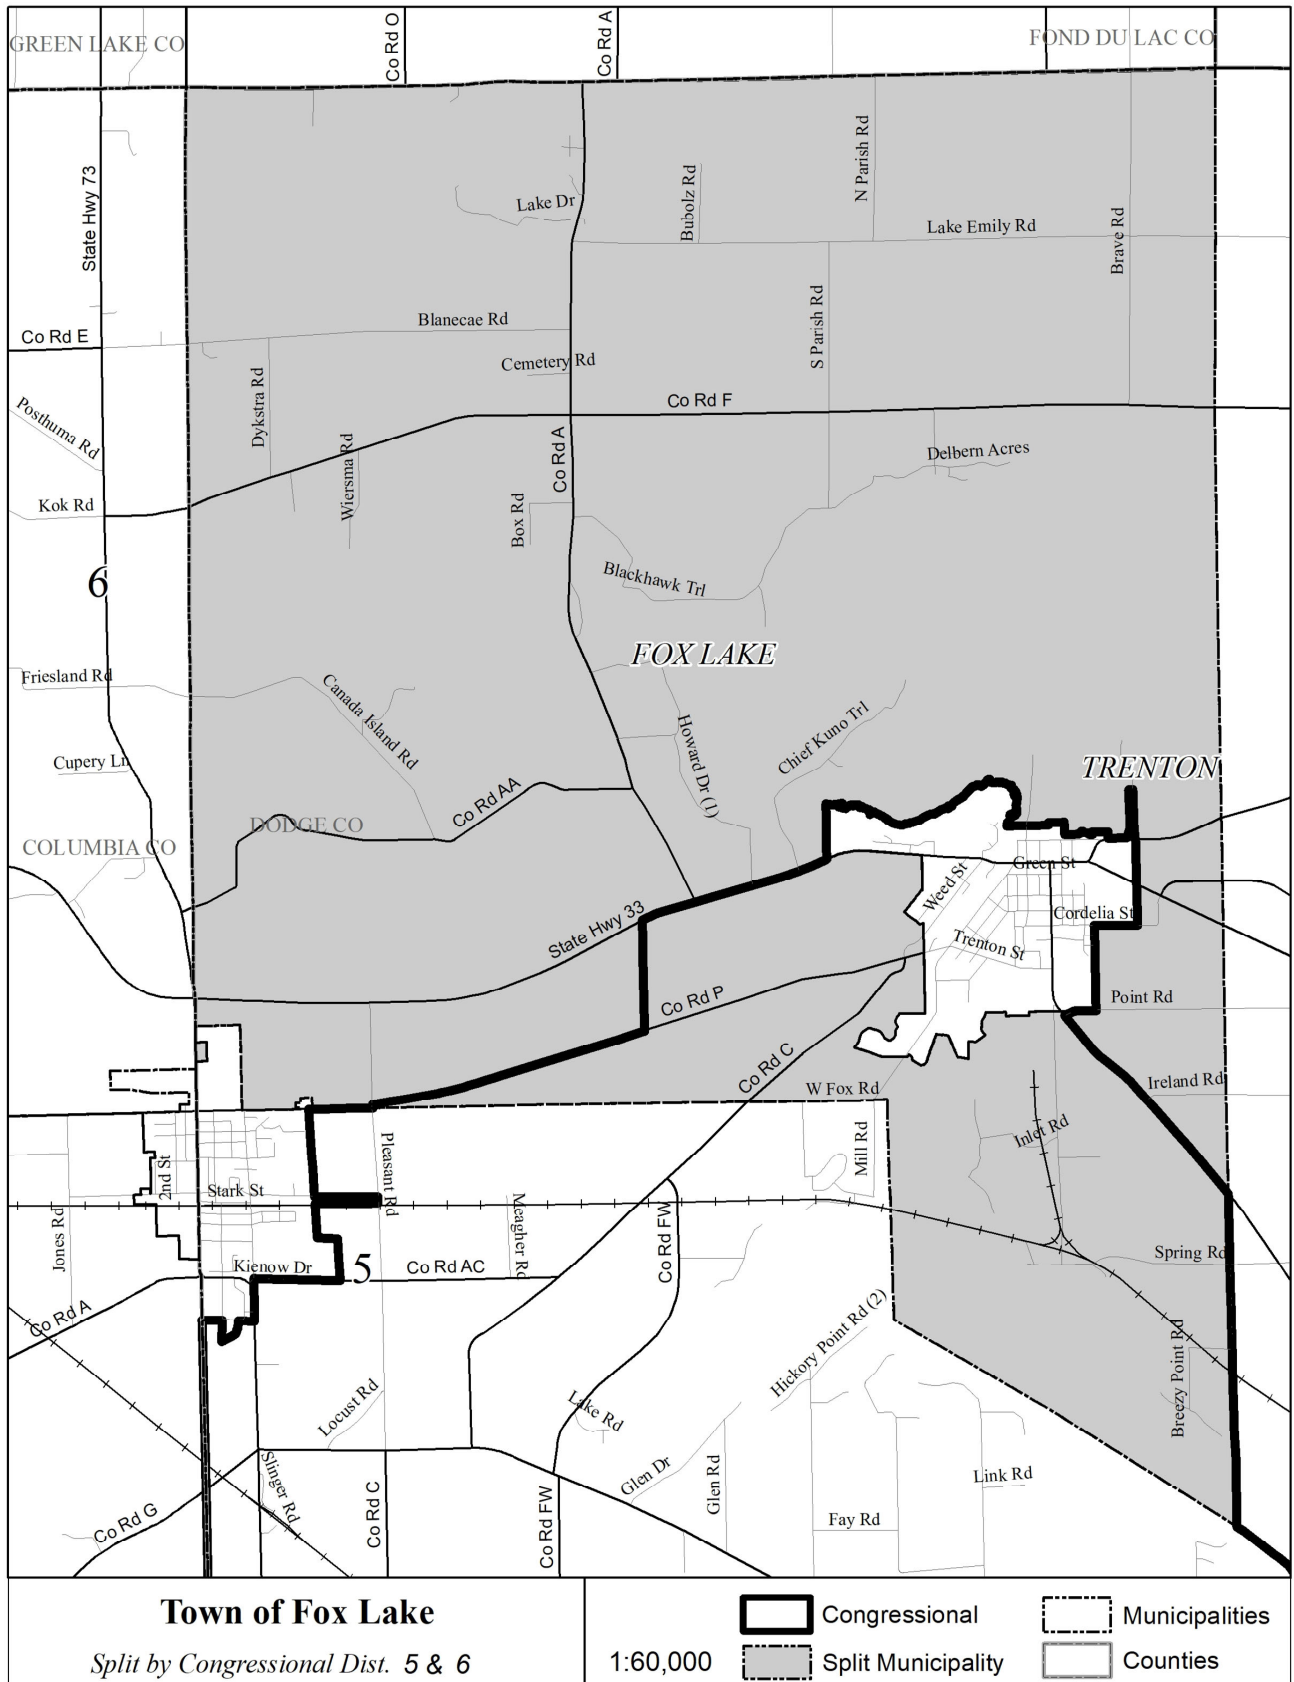 GREEN LAKE CO
Co Rd O
Co Rd A
FOND DU LAC CO
State Hwy 73
Lake Dr
Bubolz Rd
N Parish Rd
Lake Emily Rd
Brave Rd
Co Rd E
Blanecae Rd
Cemetery Rd
S Parish Rd
Posthuma Rd
Dykstra Rd
Co Rd F
Wiersma Rd
Co Rd A
Delbern Acres
Kok Rd
Box Rd
6
Blackhawk Trl
FOX LAKE
Friesland Rd
Canada Island Rd
Howard Dr (1)
Chief Kuno Trl
Cupery Ln
TRENTON
Co Rd AA
DODGE CO
COLUMBIA CO
Green St
Weed St
State Hwy 33
Cordelia St
Trenton St
Co Rd P
Point Rd
Co Rd C
W Fox Rd
Ireland Rd
Inlet Rd
2nd St
Pleasant Rd
Mill Rd
Stark St
Jones Rd
Meagher Rd
Co Rd FW
Kienow Dr
5
Co Rd AC
Spring Rd
Co Rd A
Hickory Point Rd (2)
Breezy Point Rd
Locust Rd
Lake Rd
Slinger Rd
Glen Dr
Glen Rd
Link Rd
Co Rd G
Co Rd C
Co Rd FW
Fay Rd
Town of Fox Lake
Split by Congressional Dist. 5 & 6
1:60,000
Congressional
Municipalities
Split Municipality
Counties